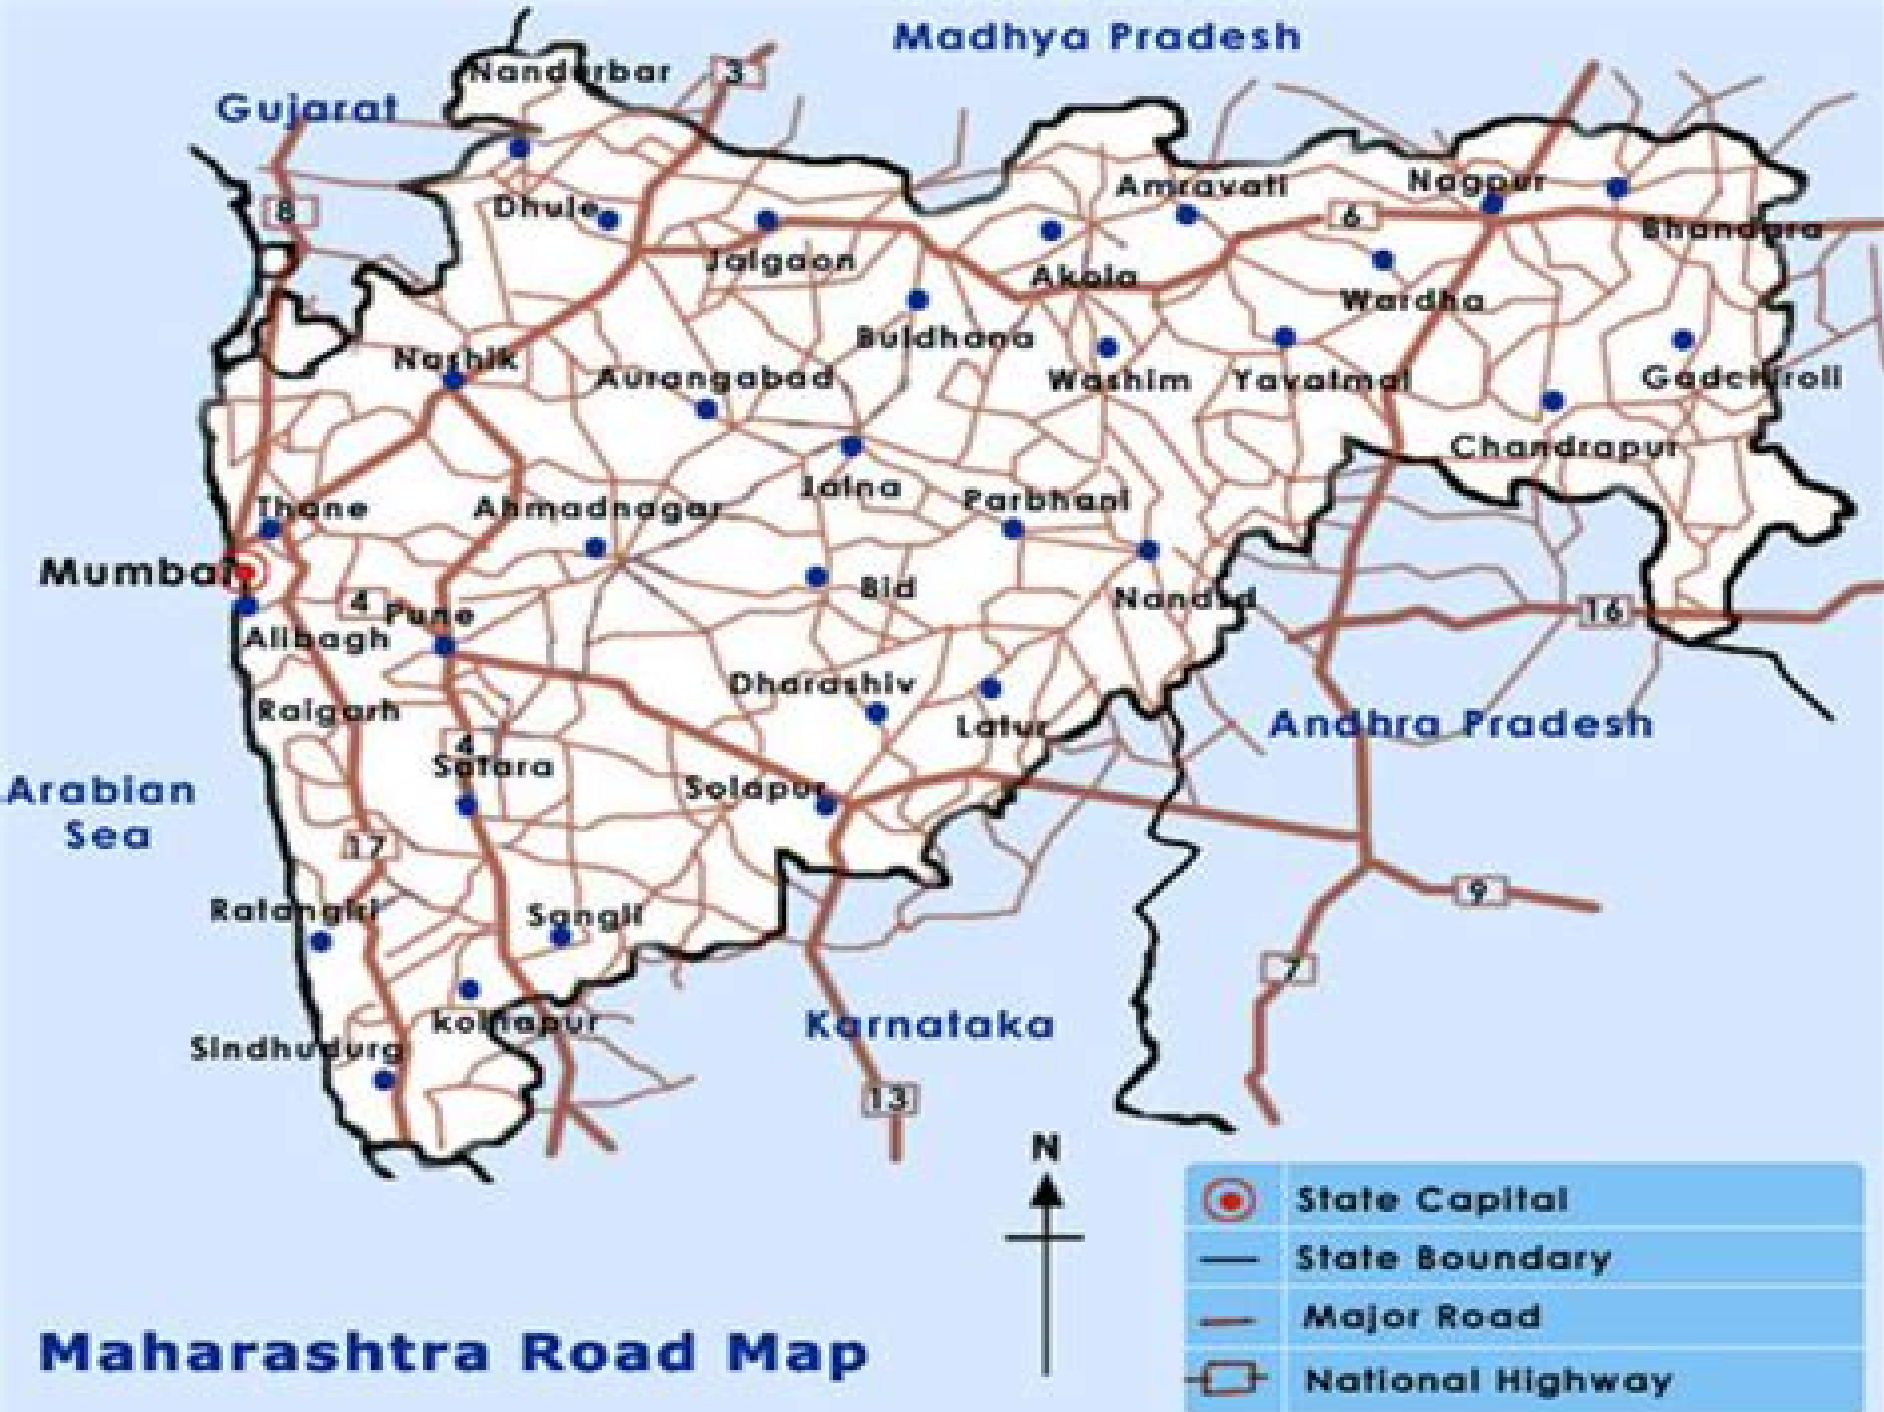 Madhya Pradesh
Nandurbar
3
Gujarat
8
Dhule
Jalgaon
Amravati
Nagpur
6
Bhandara
Akola
Wardha
Buldhana
Nashik
Aurangabad
Washim
Yavatmal
Gadchiroli
Chandrapur
Jalna
Parbhani
Thane
Ahmadnagar
Mumbai
Bid
Nanded
4
Pune
16
Alibagh
Dharashiv
Latur
Raigarh
Andhra Pradesh
4
Satara
Solapur
Arabian
Sea
17
9
Ratangiri
Sangli
7
kolhapur
Karnataka
Sindhudurg
13
N
State Capital
State Boundary
Major Road
National Highway
Maharashtra Road Map